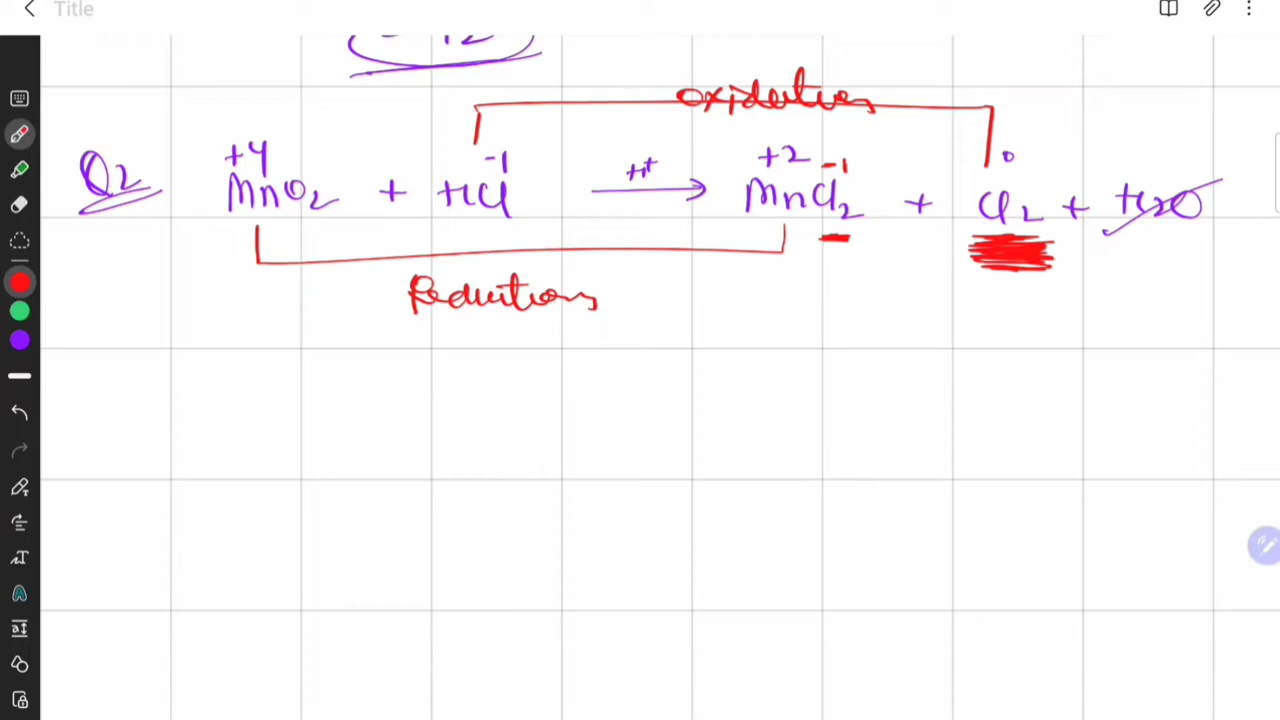 Title
oxidation
Q2 +4 MnO2 + HCl -1 H+ → +2 MnCl2 -1 + Cl2 0 + H2O
Reduction